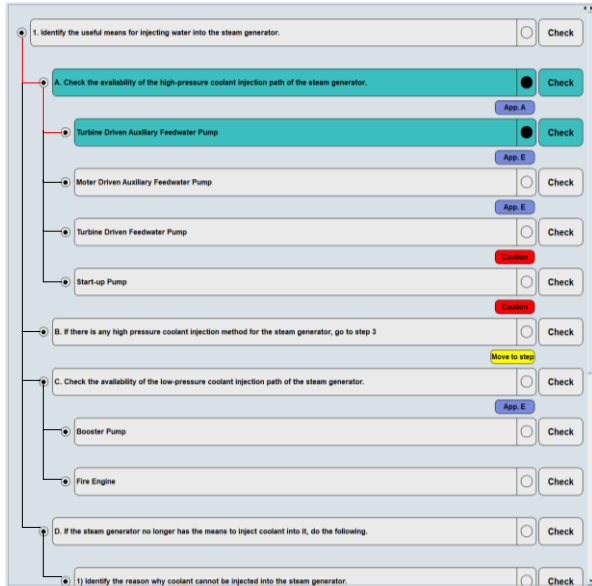 1. Identify the useful means for injecting water into the steam generator.
Check
A. Check the availability of the high-pressure coolant injection path of the steam generator.
Check
App. A
Turbine Driven Auxiliary Feedwater Pump
Check
App. E
Moter Driven Auxiliary Feedwater Pump
Check
App. E
Turbine Driven Feedwater Pump
Check
Caution
Start-up Pump
Check
Caution
B. If there is any high pressure coolant injection method for the steam generator, go to step 3
Check
Move to step
C. Check the availability of the low-pressure coolant injection path of the steam generator.
Check
App. E
Booster Pump
Check
Fire Engine
Check
D. If the steam generator no longer has the means to inject coolant into it, do the following.
Check
1) Identify the reason why coolant cannot be injected into the steam generator.
Check